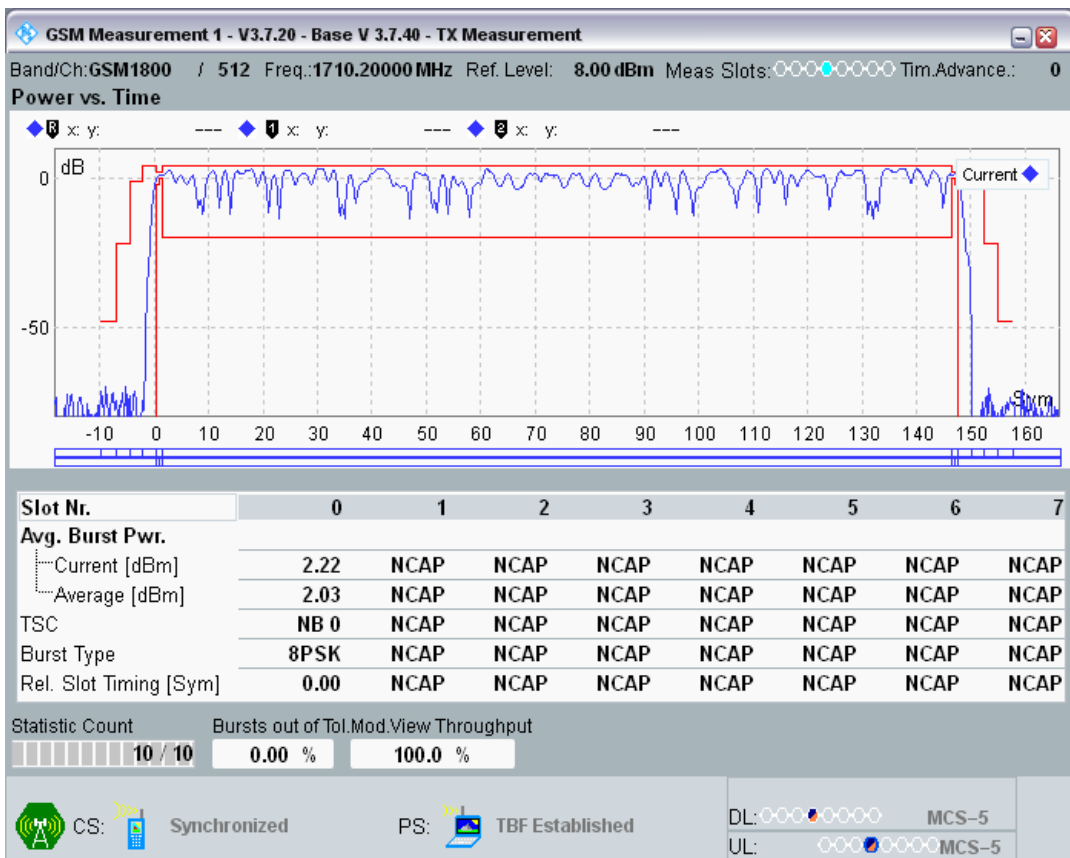 GSM Measurement 1 - V3.7.20 - Base V 3.7.40 - TX Measurement
Band/Ch:GSM1800 / 512 Freq.:1710.20000 MHz Ref. Level: 8.00 dBm Meas Slots: Tim.Advance.: 0
Power vs. Time
R x: y: --- 1 x: y: --- 2 x: y: ---
dB
Current
0
-50
Sym
-10 0 10 20 30 40 50 60 70 80 90 100 110 120 130 140 150 160
Slot Nr. 0 1 2 3 4 5 6 7
Avg. Burst Pwr.
Current [dBm] 2.22 NCAP NCAP NCAP NCAP NCAP NCAP NCAP
Average [dBm] 2.03 NCAP NCAP NCAP NCAP NCAP NCAP NCAP
TSC NB 0 NCAP NCAP NCAP NCAP NCAP NCAP NCAP
Burst Type 8PSK NCAP NCAP NCAP NCAP NCAP NCAP NCAP
Rel. Slot Timing [Sym] 0.00 NCAP NCAP NCAP NCAP NCAP NCAP NCAP
Statistic Count Bursts out of Tol.Mod.View Throughput
10 / 10 0.00 % 100.0 %
CS: Synchronized PS: TBF Established
DL: MCS-5
UL: MCS-5